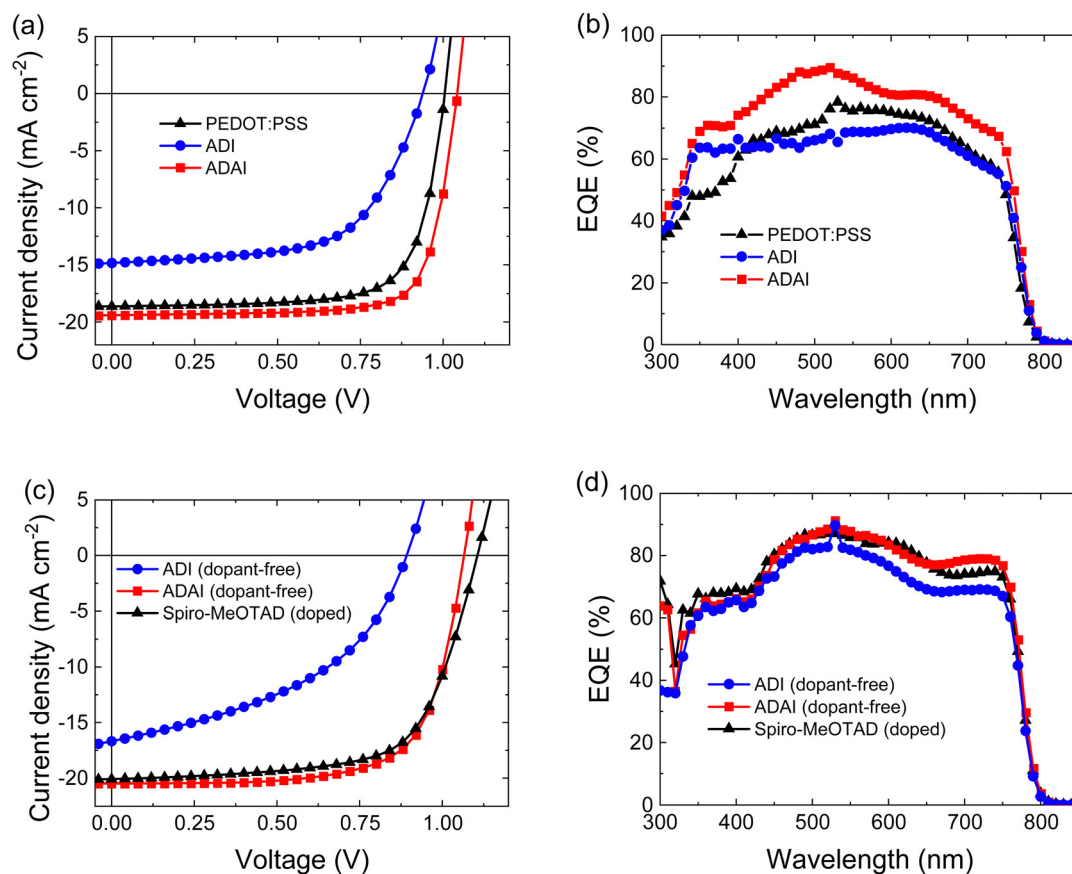 (a)
5
0
-5
-10
-15
-20
Current density (mA cm⁻²)
PEDOT:PSS
ADI
ADAI
0.00 0.25 0.50 0.75 1.00
Voltage (V)
(b)
100
80
60
40
20
0
EQE (%)
PEDOT:PSS
ADI
ADAI
300 400 500 600 700 800
Wavelength (nm)
(c)
5
0
-5
-10
-15
-20
Current density (mA cm⁻²)
ADI (dopant-free)
ADAI (dopant-free)
Spiro-MeOTAD (doped)
0.00 0.25 0.50 0.75 1.00
Voltage (V)
(d)
100
80
60
40
20
0
EQE (%)
ADI (dopant-free)
ADAI (dopant-free)
Spiro-MeOTAD (doped)
300 400 500 600 700 800
Wavelength (nm)